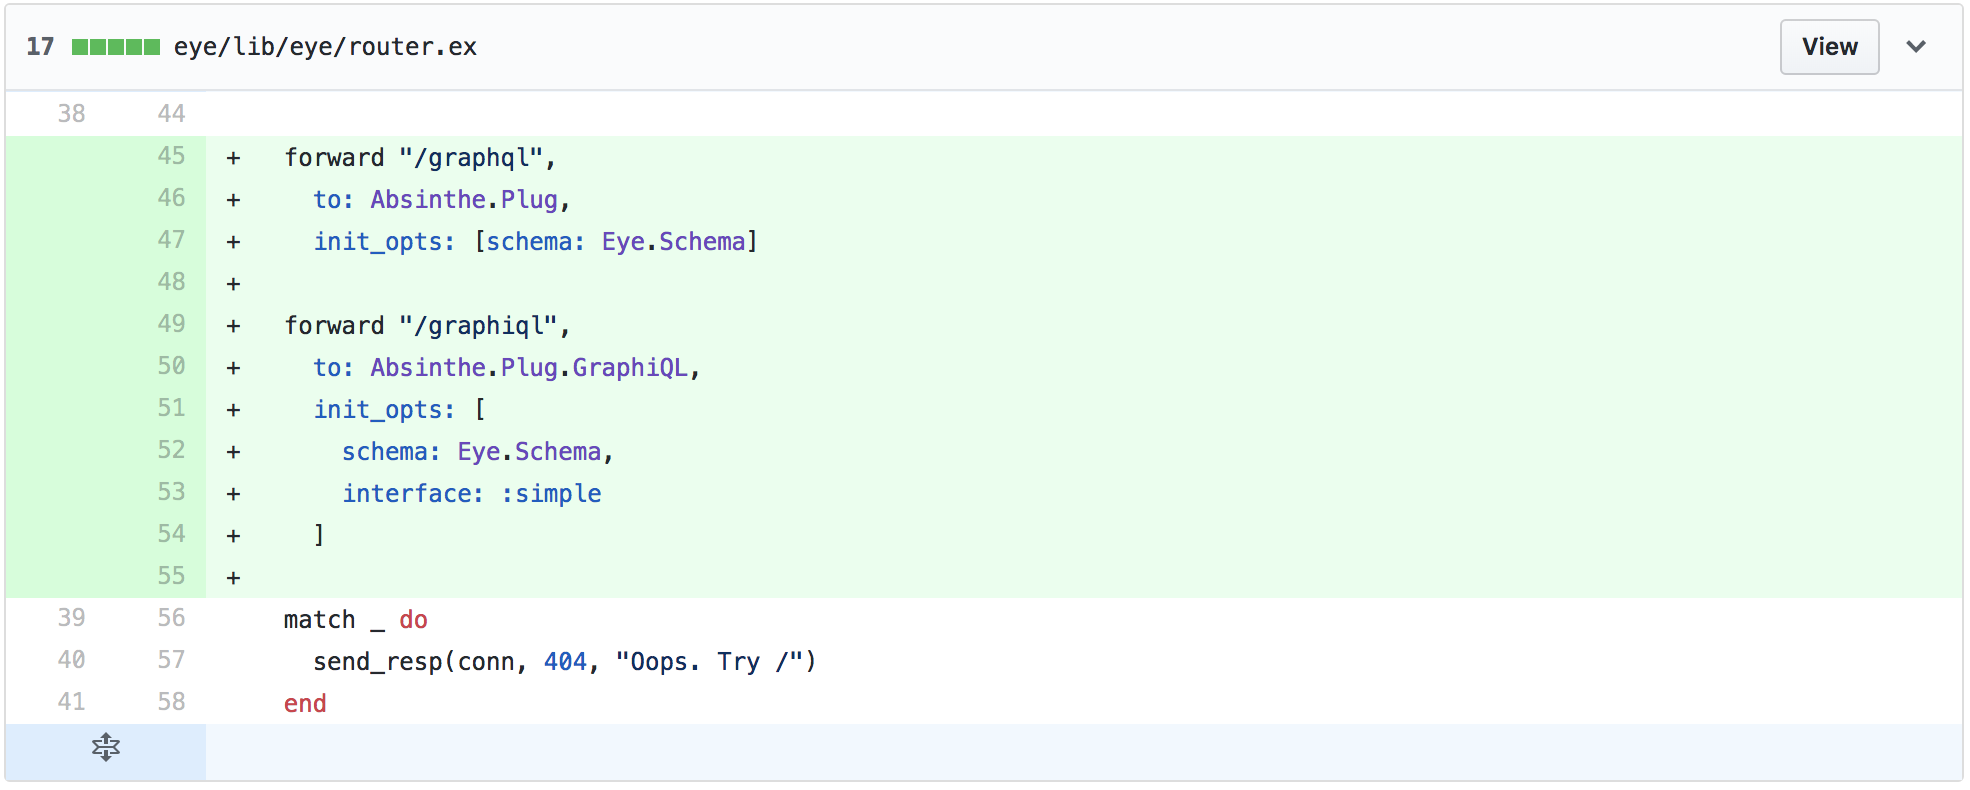 17 eye/lib/eye/router.ex View
38 44
45 +   forward "/graphql",
46 +     to: Absinthe.Plug,
47 +     init_opts: [schema: Eye.Schema]
48 +
49 +   forward "/graphiql",
50 +     to: Absinthe.Plug.GraphiQL,
51 +     init_opts: [
52 +       schema: Eye.Schema,
53 +       interface: :simple
54 +     ]
55 +
39 56     match _ do
40 57       send_resp(conn, 404, "Oops. Try /")
41 58     end